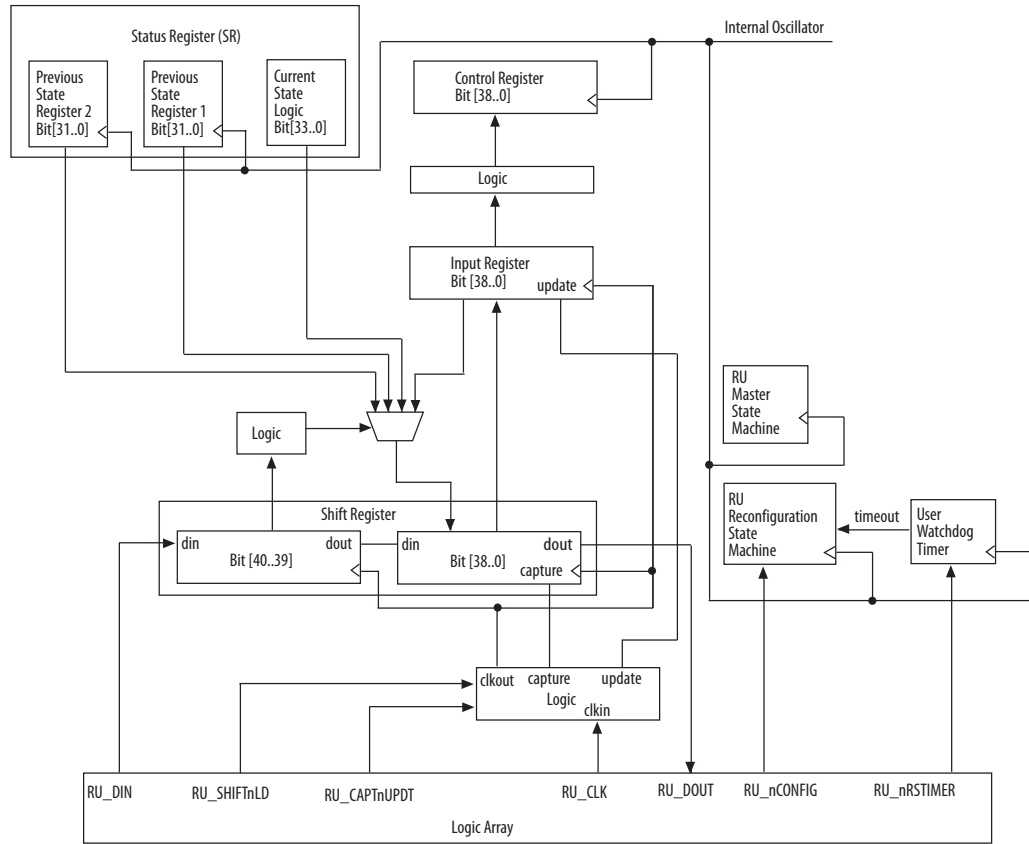 Status Register (SR)
Internal Oscillator
Previous
State
Register 2
Bit[31..0]
Previous
State
Register 1
Bit[31..0]
Current
State
Logic
Bit[33..0]
Control Register
Bit [38..0]
Logic
Input Register
Bit [38..0]
update
RU
Master
State
Machine
Logic
Shift Register
din
dout
Bit [40..39]
din
dout
Bit [38..0]
capture
RU
Reconfiguration
State
Machine
timeout
User
Watchdog
Timer
clkout
capture
update
Logic
clkin
RU_DIN
RU_SHIFTnLD
RU_CAPTnUPDT
RU_CLK
RU_DOUT
RU_nCONFIG
RU_nRSTIMER
Logic Array